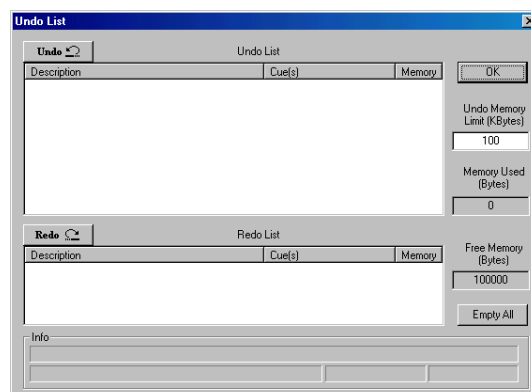 Undo List
Undo
Undo List
Description Cue(s) Memory
OK
Undo Memory
Limit (KBytes)
100
Memory Used
(Bytes)
0
Redo
Redo List
Description Cue(s) Memory
Free Memory
(Bytes)
100000
Empty All
Info